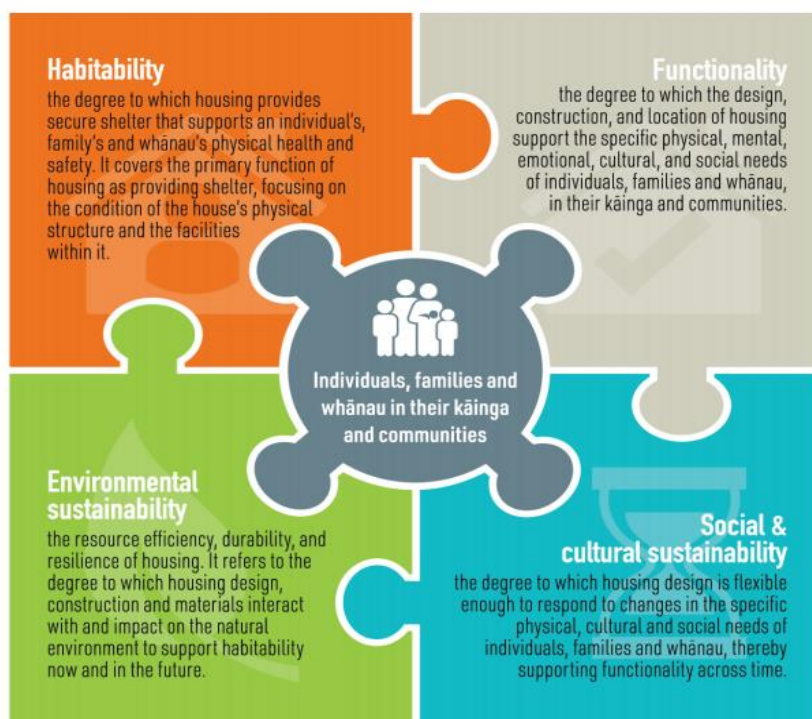 Habitability
the degree to which housing provides
secure shelter that supports an individual's,
family's and whānau's physical health and
safety. It covers the primary function of
housing as providing shelter, focusing on
the condition of the house's physical
structure and the facilities
within it.
Functionality
the degree to which the design,
construction, and location of housing
support the specific physical, mental,
emotional, cultural, and social needs
of individuals, families and whānau,
in their kāinga and communities.
Individuals, families and
whānau in their kāinga
and communities
Environmental
sustainability
the resource efficiency, durability, and
resilience of housing. It refers to the
degree to which housing design,
construction and materials interact
with and impact on the natural
environment to support habitability
now and in the future.
Social &
cultural sustainability
the degree to which housing design is flexible
enough to respond to changes in the specific
physical, cultural and social needs of
individuals, families and whānau, thereby
supporting functionality across time.